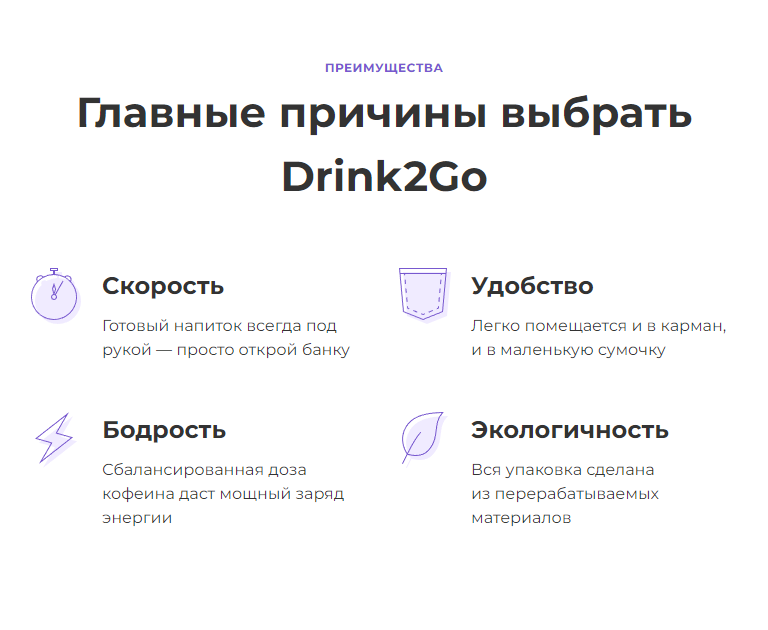 ПРЕИМУЩЕСТВА
Главные причины выбрать
Drink2Go
Скорость
Готовый напиток всегда под
рукой — просто открой банку
Удобство
Легко помещается и в карман,
и в маленькую сумочку
Бодрость
Сбалансированная доза
кофеина даст мощный заряд
энергии
Экологичность
Вся упаковка сделана
из перерабатываемых
материалов